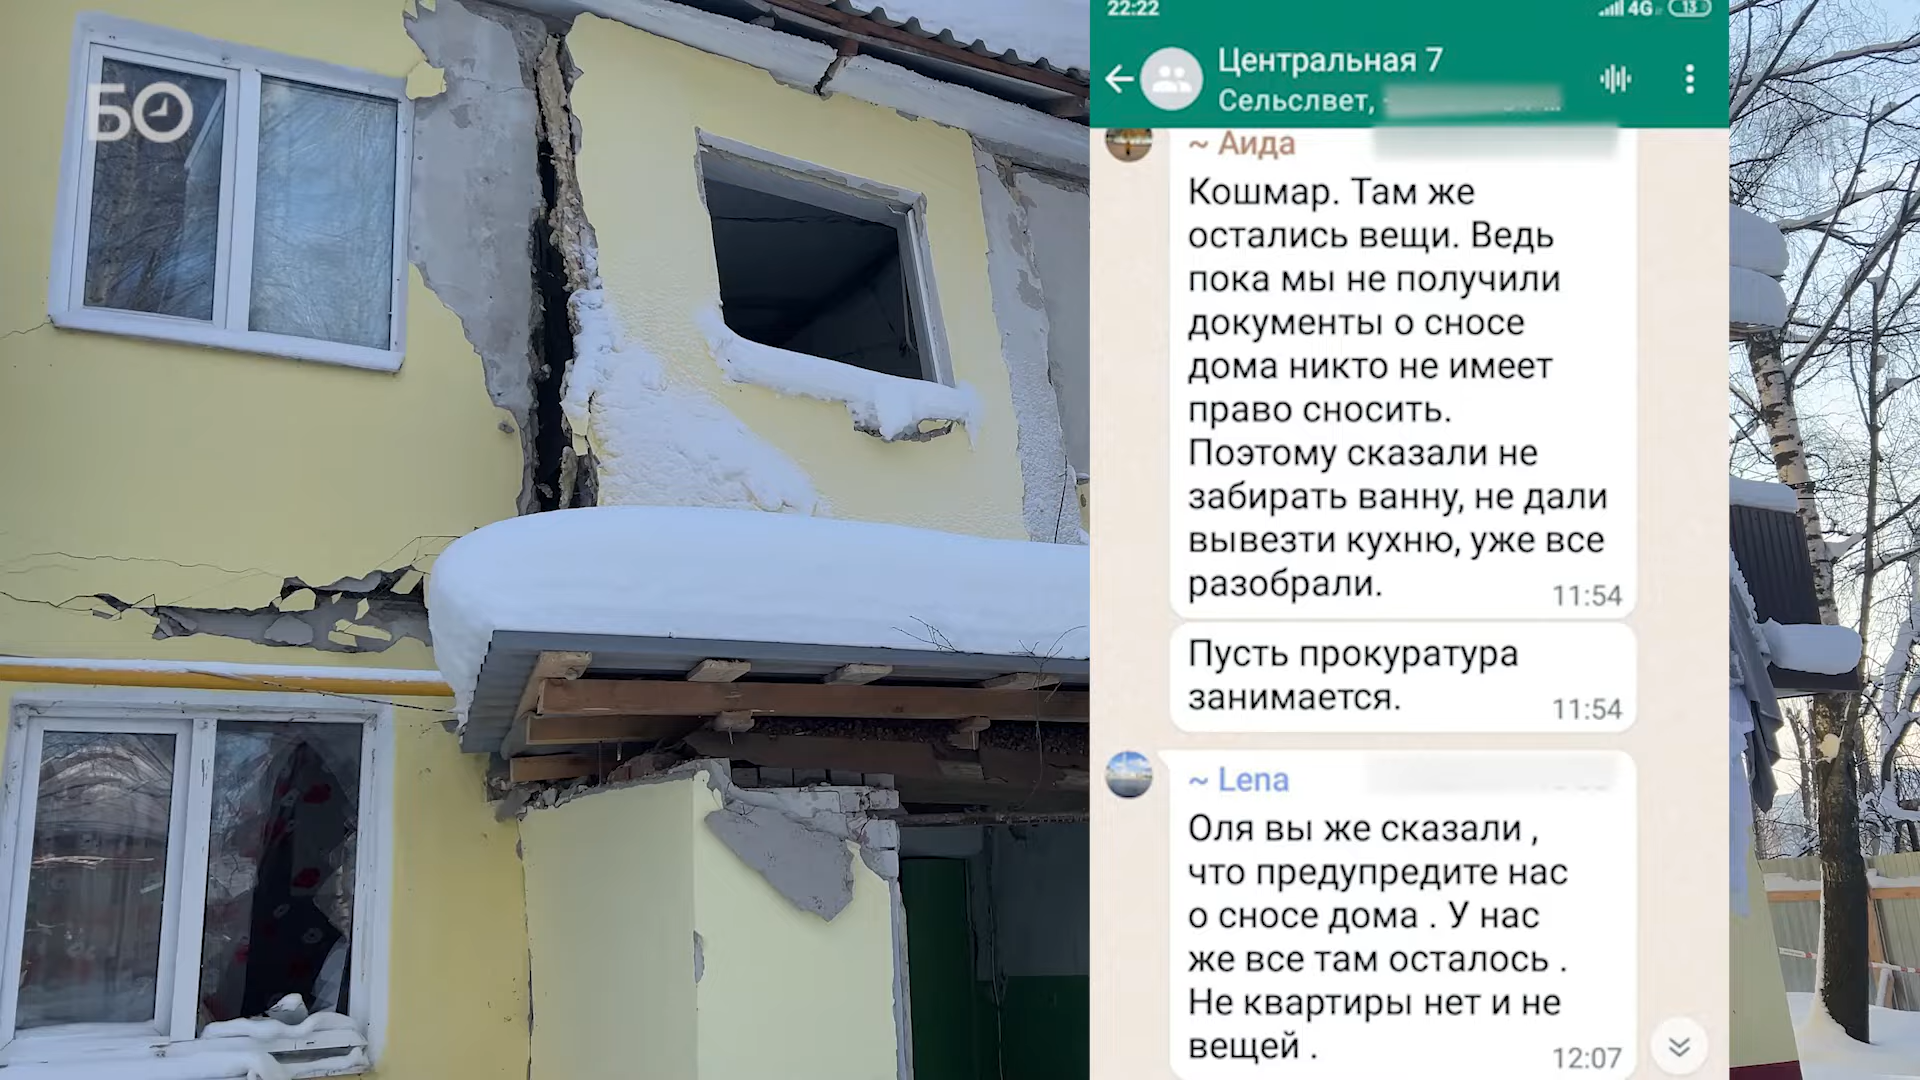 БО
22:22
4G
13
Центральная 7
Сельслвет,
~ Аида
Кошмар. Там же
остались вещи. Ведь
пока мы не получили
документы о сносе
дома никто не имеет
право сносить.
Поэтому сказали не
забирать ванну, не дали
вывезти кухню, уже все
разобрали.
11:54
Пусть прокуратура
занимается.
11:54
~ Lena
Оля вы же сказали ,
что предупредите нас
о сносе дома . У нас
же все там осталось .
Не квартиры нет и не
вещей .
12:07